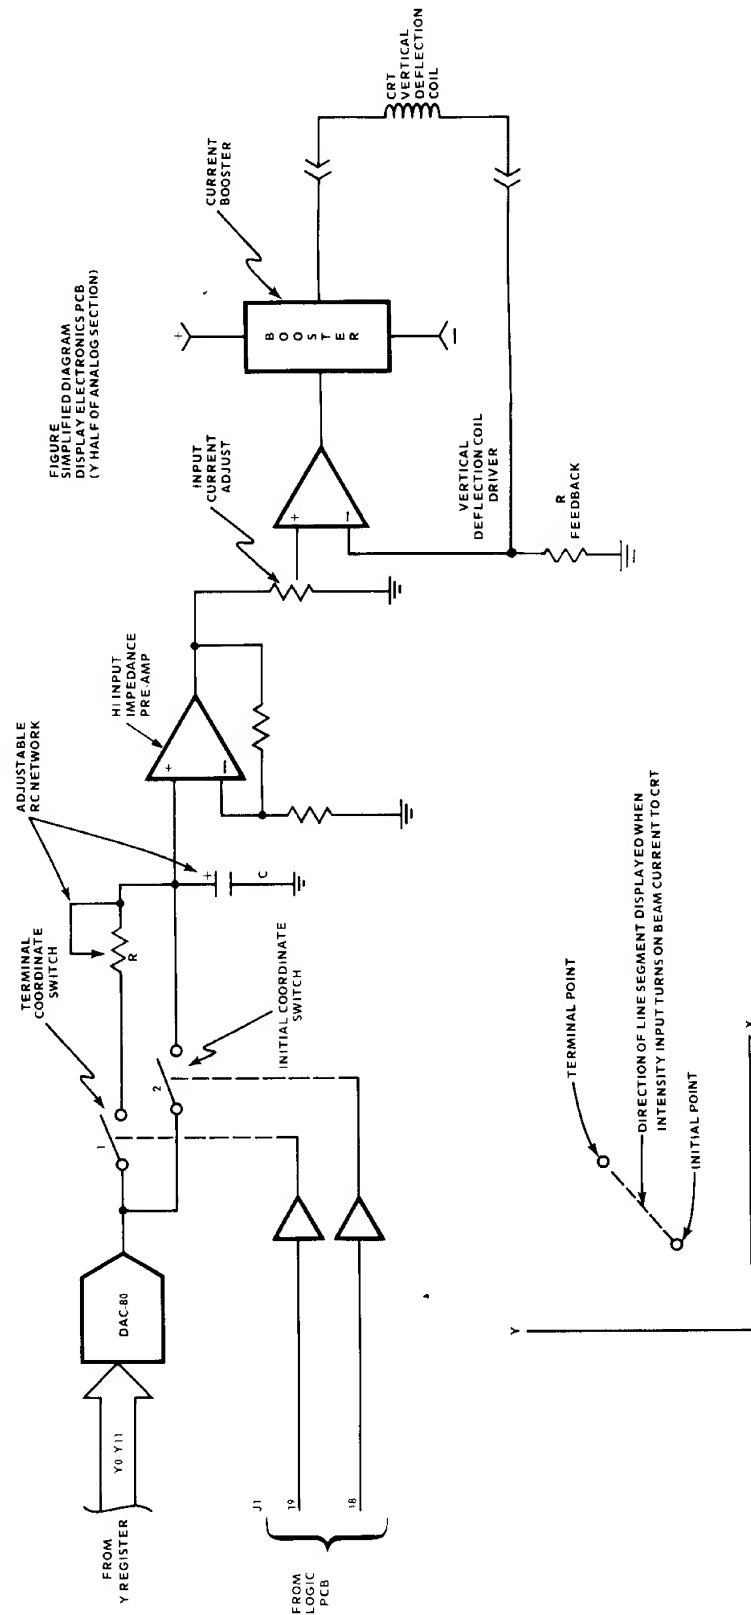 FIGURE
SIMPLIFIED DIAGRAM
DISPLAY ELECTRONICS PCB
(Y HALF OF ANALOG SECTION)
FROM
Y REGISTER
Y0-Y11
DAC-80
TERMINAL
COORDINATE
SWITCH
1
2
INITIAL COORDINATE
SWITCH
ADJUSTABLE
RC NETWORK
R
+
C
HI INPUT
IMPEDANCE
PRE-AMP
+
—
INPUT
CURRENT
ADJUST
+
—
CURRENT
BOOSTER
+
BOOSTER
—
CRT
VERTICAL
DEFLECTION
COIL
VERTICAL
DEFLECTION COIL
DRIVER
R
FEEDBACK
J1
19
18
FROM
LOGIC
PCB
Y
X
TERMINAL POINT
DIRECTION OF LINE SEGMENT DISPLAYED WHEN
INTENSITY INPUT TURNS ON BEAM CURRENT TO CRT
INITIAL POINT